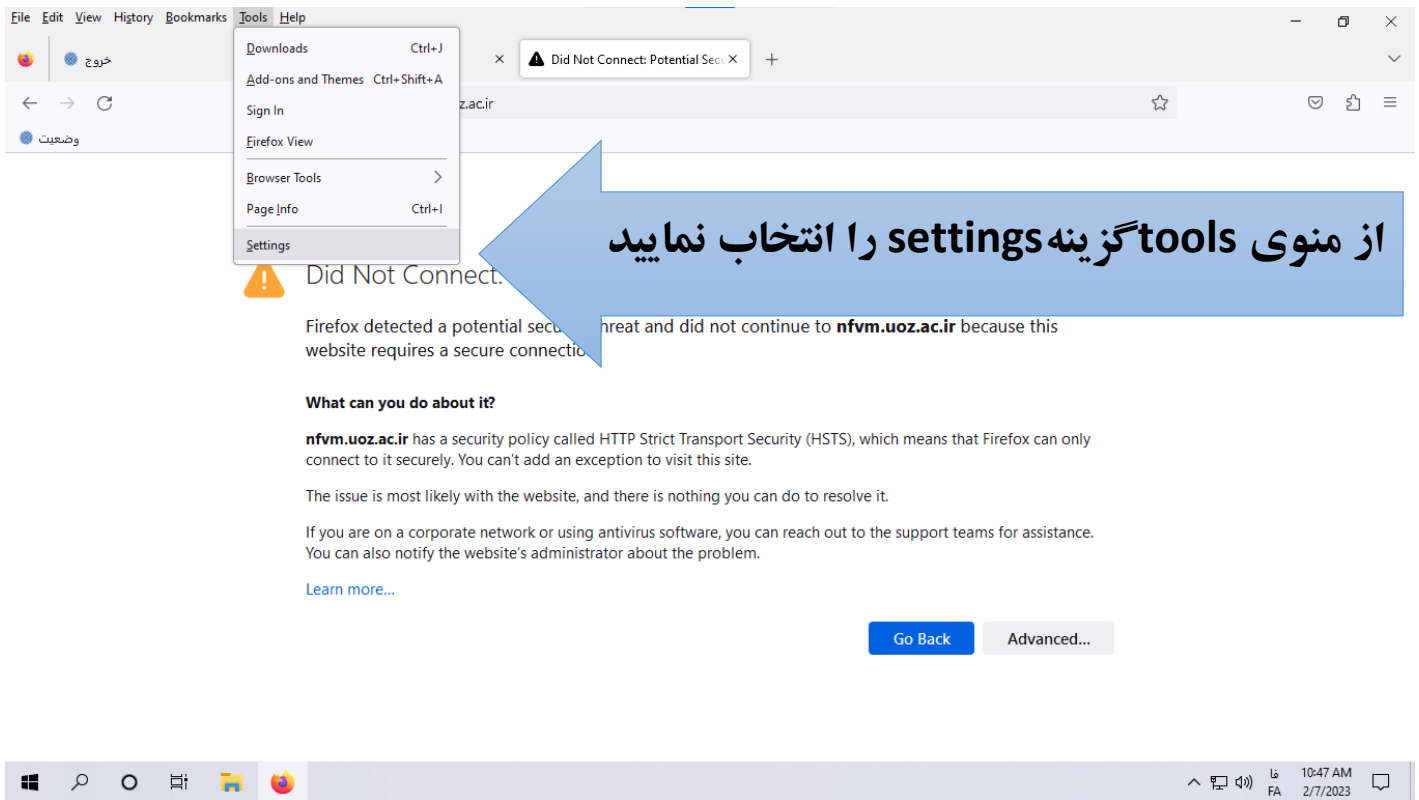 File Edit View History Bookmarks Tools Help
خروج
Did Not Connect: Potential Secu
Downloads Ctrl+J
Add-ons and Themes Ctrl+Shift+A
Sign In
Firefox View
Browser Tools
Page Info Ctrl+I
Settings
z.ac.ir
وضعیت
از منوی tools گزینه settings را انتخاب نمایید
Did Not Connect:
Firefox detected a potential secu hreat and did not continue to nfvm.uoz.ac.ir because this
website requires a secure connectio
What can you do about it?
nfvm.uoz.ac.ir has a security policy called HTTP Strict Transport Security (HSTS), which means that Firefox can only
connect to it securely. You can't add an exception to visit this site.
The issue is most likely with the website, and there is nothing you can do to resolve it.
If you are on a corporate network or using antivirus software, you can reach out to the support teams for assistance.
You can also notify the website's administrator about the problem.
Learn more...
Go Back Advanced...
فا
FA
10:47 AM
2/7/2023